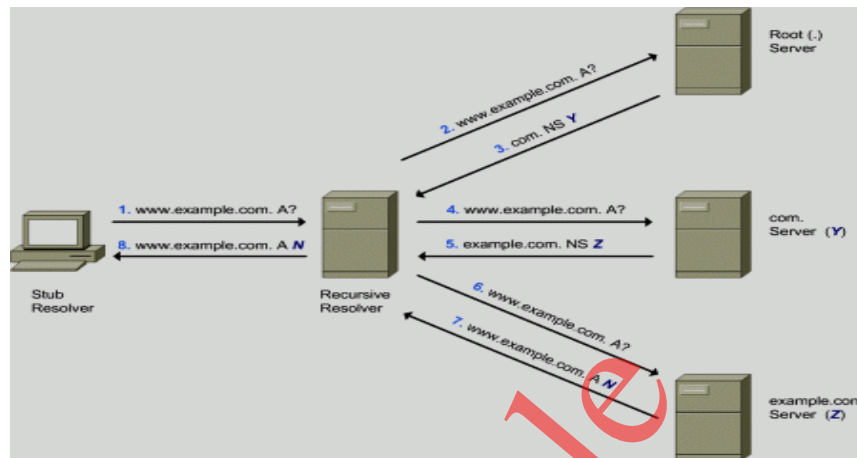 Root (.)
Server
2. www.example.com. A?
3. com. NS Y
1. www.example.com. A?
8. www.example.com. A N
4. www.example.com. A?
5. example.com. NS Z
com.
Server (Y)
Stub
Resolver
Recursive
Resolver
6. www.example.com. A?
7. www.example.com. A N
example.con
Server (Z)
le